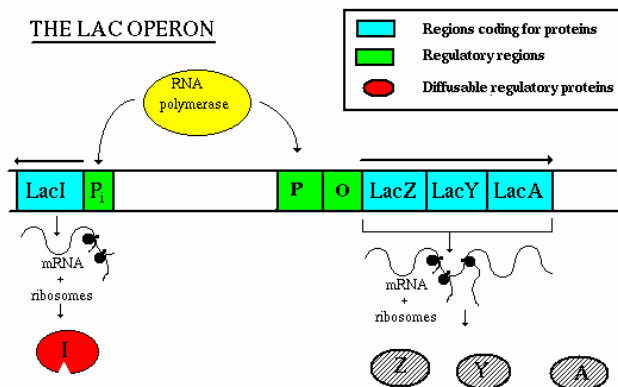 THE LAC OPERON
Regions coding for proteins
Regulatory regions
Diffusable regulatory proteins
RNA
polymerase
LacI
Pi
P
O
LacZ
LacY
LacA
mRNA
+
ribosomes
I
mRNA
+
ribosomes
Z
Y
A